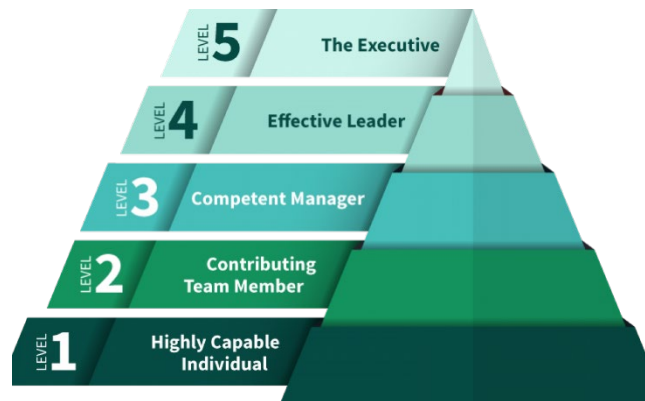 LEVEL 5 The Executive
LEVEL 4 Effective Leader
LEVEL 3 Competent Manager
LEVEL 2 Contributing
Team Member
LEVEL 1 Highly Capable
Individual